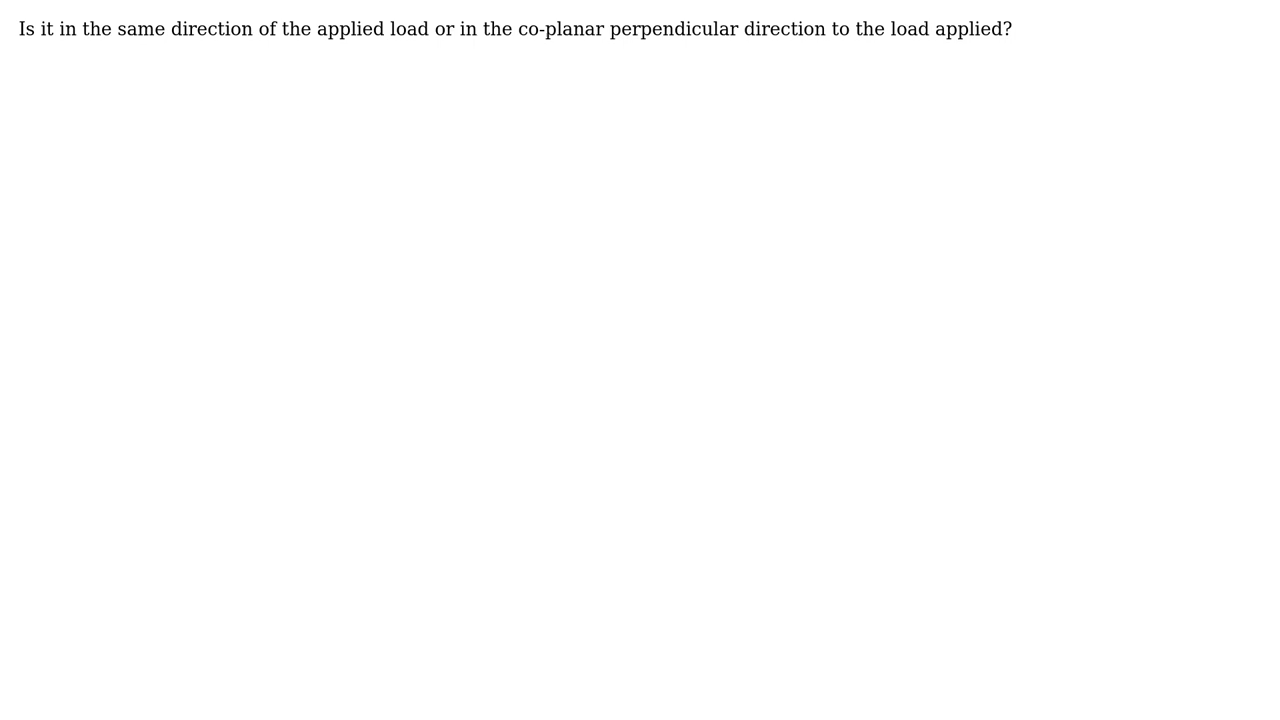 Is it in the same direction of the applied load or in the co-planar perpendicular direction to the load applied?